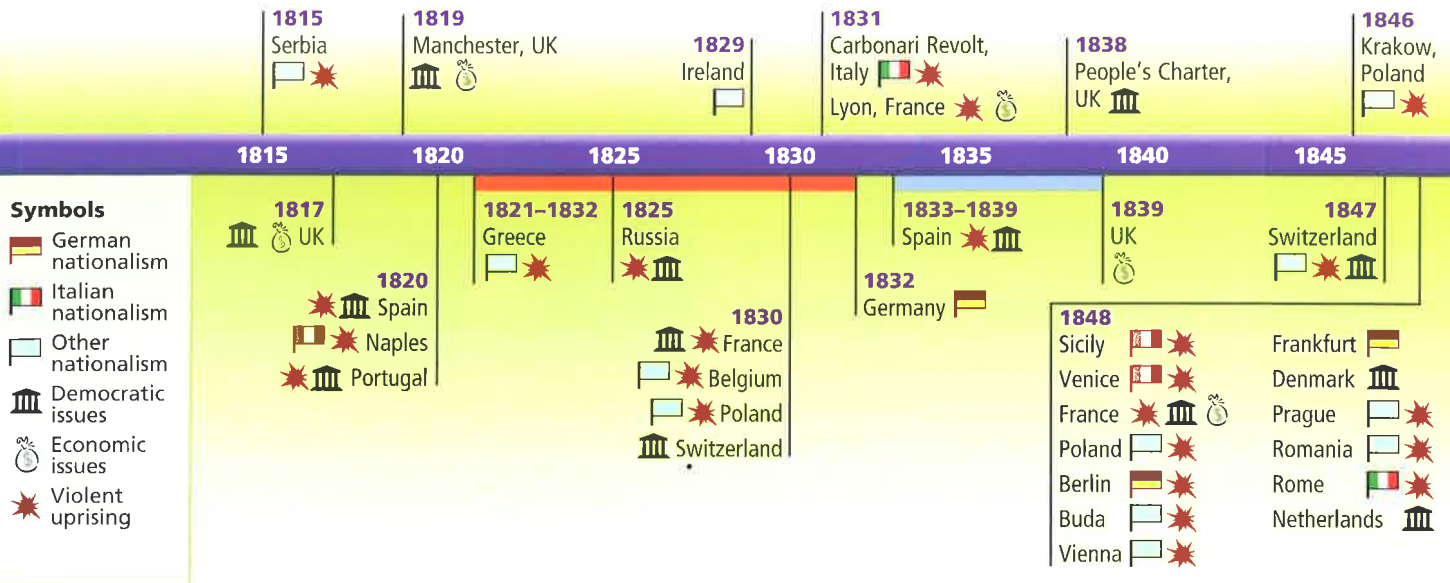 1815
Serbia
1819
Manchester, UK
1829
Ireland
1831
Carbonari Revolt,
Italy
Lyon, France
1838
People's Charter,
UK
1846
Krakow,
Poland
1815 1820 1825 1830 1835 1840 1845
Symbols
German
nationalism
Italian
nationalism
Other
nationalism
Democratic
issues
Economic
issues
Violent
uprising
1817
UK
1820
Spain
Naples
Portugal
1821–1832
Greece
1825
Russia
1830
France
Belgium
Poland
Switzerland
1832
Germany
1833–1839
Spain
1839
UK
1847
Switzerland
1848
Sicily
Venice
France
Poland
Berlin
Buda
Vienna
Frankfurt
Denmark
Prague
Romania
Rome
Netherlands